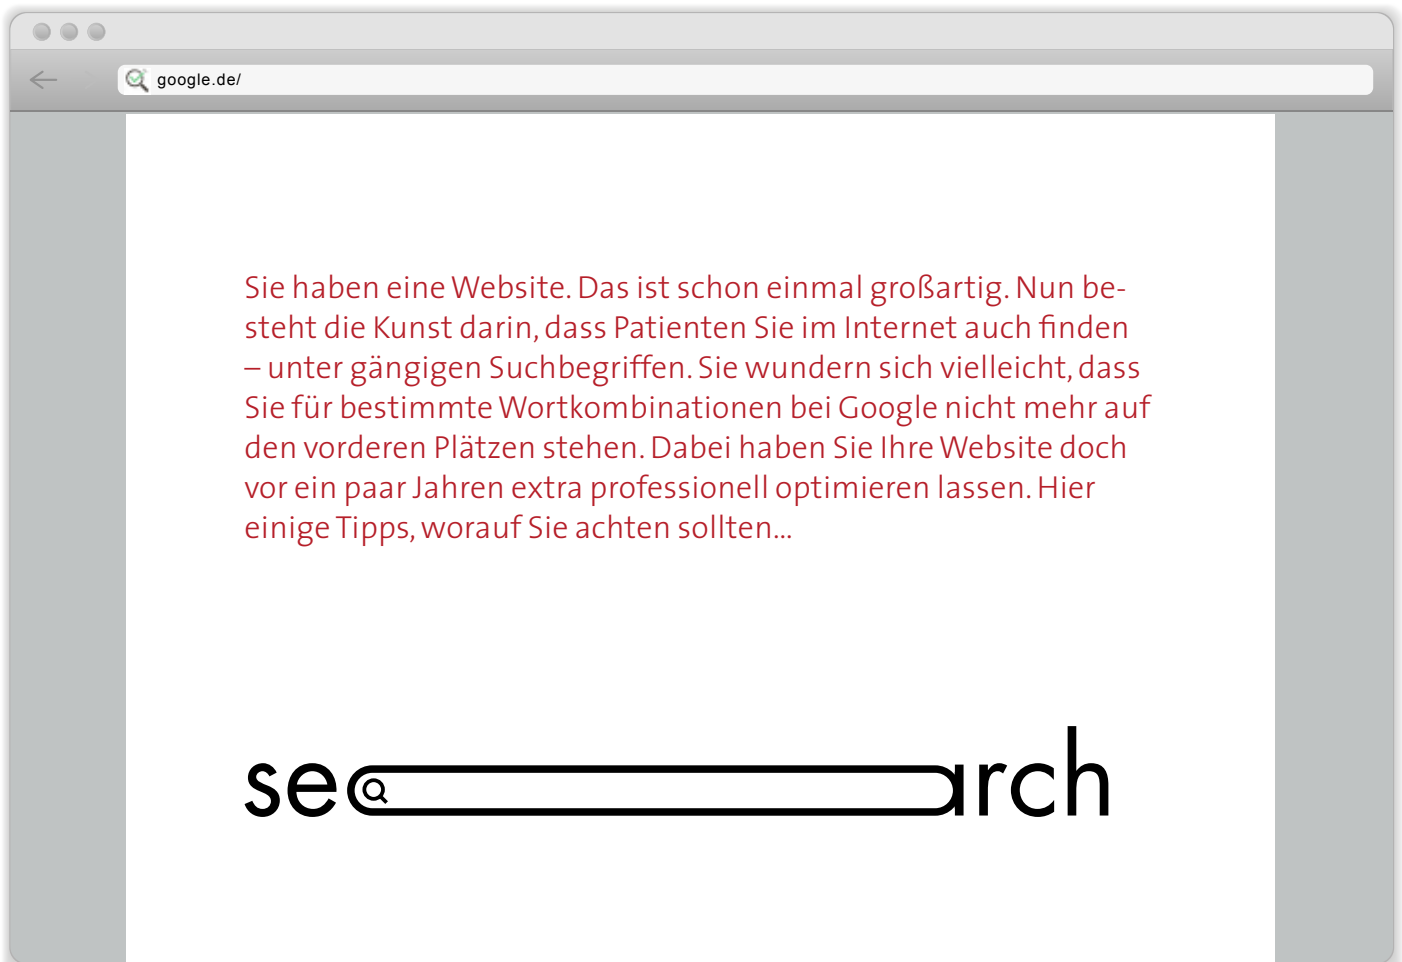 google.de/
Sie haben eine Website. Das ist schon einmal großartig. Nun be-
steht die Kunst darin, dass Patienten Sie im Internet auch finden
– unter gängigen Suchbegriffen. Sie wundern sich vielleicht, dass
Sie für bestimmte Wortkombinationen bei Google nicht mehr auf
den vorderen Plätzen stehen. Dabei haben Sie Ihre Website doch
vor ein paar Jahren extra professionell optimieren lassen. Hier
einige Tipps, worauf Sie achten sollten...
search